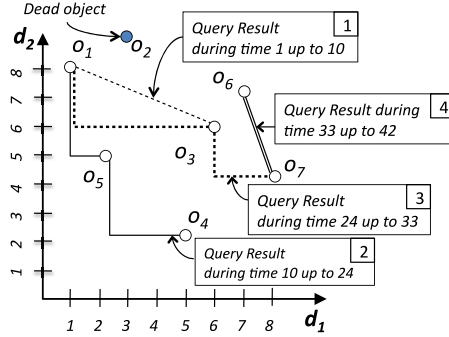 Dead object
d2
o1
o2
Query Result
during time 1 up to 10
1
o6
Query Result during
time 33 up to 42
4
o3
o5
o7
Query Result
during time 24 up to 33
3
o4
Query Result
during time 10 up to 24
2
8
7
6
5
4
3
2
1
1 2 3 4 5 6 7 8
d1